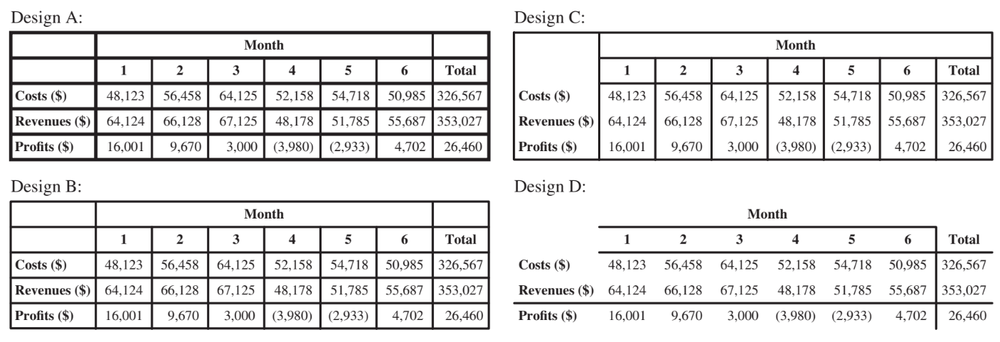 Design A:
Month
1 2 3 4 5 6 Total
Costs ($) 48,123 56,458 64,125 52,158 54,718 50,985 326,567
Revenues ($) 64,124 66,128 67,125 48,178 51,785 55,687 353,027
Profits ($) 16,001 9,670 3,000 (3,980) (2,933) 4,702 26,460
Design B:
Month
1 2 3 4 5 6 Total
Costs ($) 48,123 56,458 64,125 52,158 54,718 50,985 326,567
Revenues ($) 64,124 66,128 67,125 48,178 51,785 55,687 353,027
Profits ($) 16,001 9,670 3,000 (3,980) (2,933) 4,702 26,460
Design C:
Month
1 2 3 4 5 6 Total
Costs ($) 48,123 56,458 64,125 52,158 54,718 50,985 326,567
Revenues ($) 64,124 66,128 67,125 48,178 51,785 55,687 353,027
Profits ($) 16,001 9,670 3,000 (3,980) (2,933) 4,702 26,460
Design D:
Month
1 2 3 4 5 6 Total
Costs ($) 48,123 56,458 64,125 52,158 54,718 50,985 326,567
Revenues ($) 64,124 66,128 67,125 48,178 51,785 55,687 353,027
Profits ($) 16,001 9,670 3,000 (3,980) (2,933) 4,702 26,460